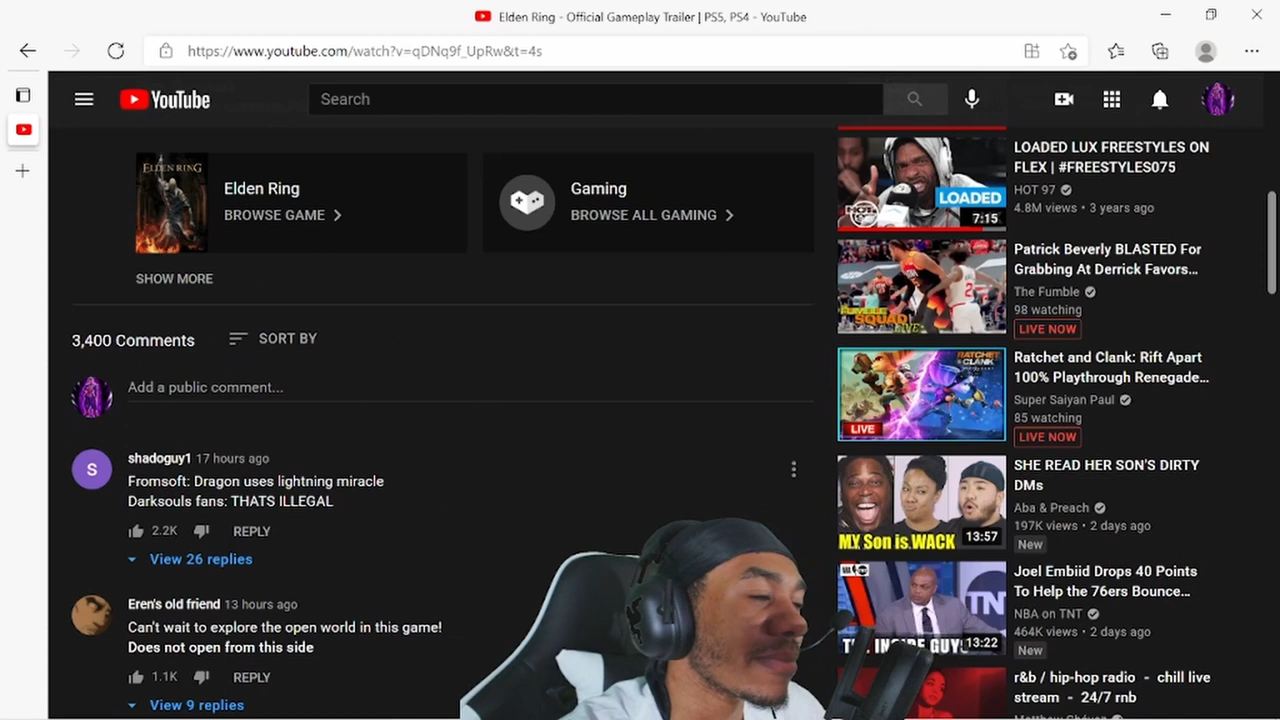 Elden Ring - Official Gameplay Trailer | PS5, PS4 - YouTube
https://www.youtube.com/watch?v=qDNq9f_UpRw&t=4s
YouTube
Search
ELDEN RING
Elden Ring
BROWSE GAME
Gaming
BROWSE ALL GAMING
SHOW MORE
3,400 Comments
SORT BY
Add a public comment...
S
shadoguy1 17 hours ago
Fromsoft: Dragon uses lightning miracle
Darksouls fans: THATS ILLEGAL
2.2K
REPLY
View 26 replies
Eren's old friend 13 hours ago
Can't wait to explore the open world in this game!
Does not open from this side
1.1K
REPLY
View 9 replies
LOADED
7:15
LOADED LUX FREESTYLES ON
FLEX | #FREESTYLES075
HOT 97
4.8M views • 3 years ago
FUMBLE
SQUAD
LIVE
Patrick Beverly BLASTED For
Grabbing At Derrick Favors...
The Fumble
98 watching
LIVE NOW
RATCHET
CLANK
LIVE
Ratchet and Clank: Rift Apart
100% Playthrough Renegade...
Super Saiyan Paul
85 watching
LIVE NOW
MY Son is WACK
13:57
SHE READ HER SON'S DIRTY
DMs
Aba & Preach
197K views • 2 days ago
New
13:22
Joel Embiid Drops 40 Points
To Help the 76ers Bounce...
NBA on TNT
464K views • 2 days ago
New
r&b / hip-hop radio - chill live
stream - 24/7 rnb